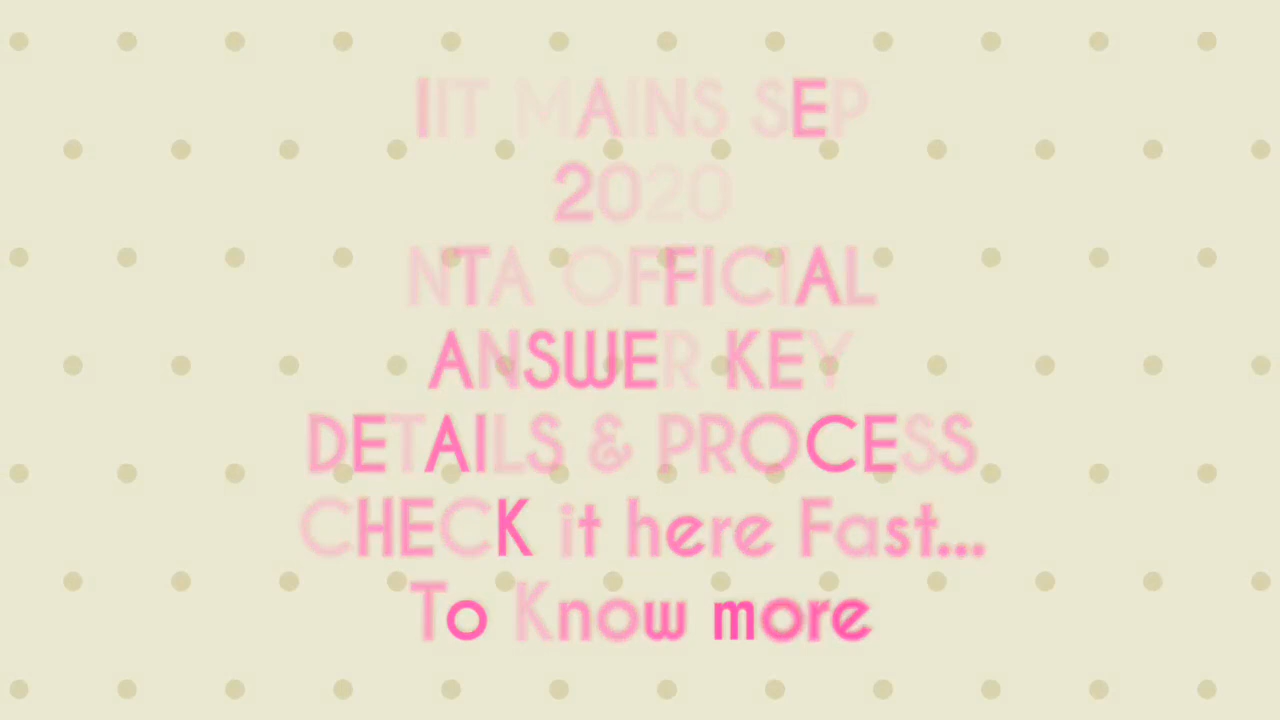 IIT MAINS SEP
2020
NTA OFFICIAL
ANSWER KEY
DETAILS & PROCESS
CHECK it here Fast...
To Know more